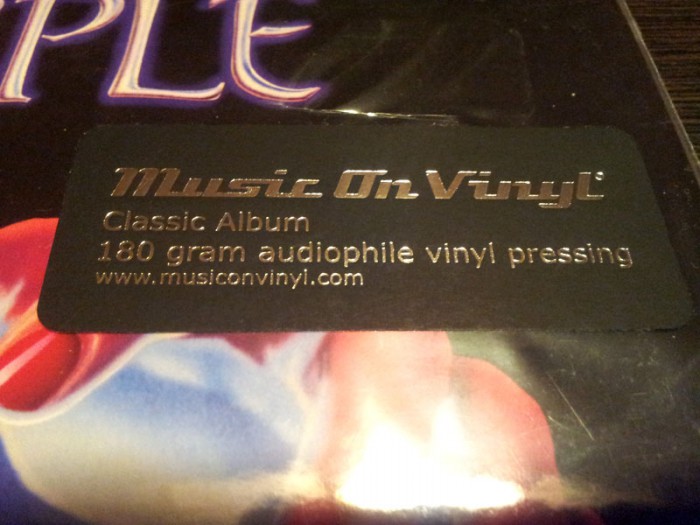 PLE
Music On Vinyl
Classic Album
180 gram audiophile vinyl pressing
www.musiconvinyl.com